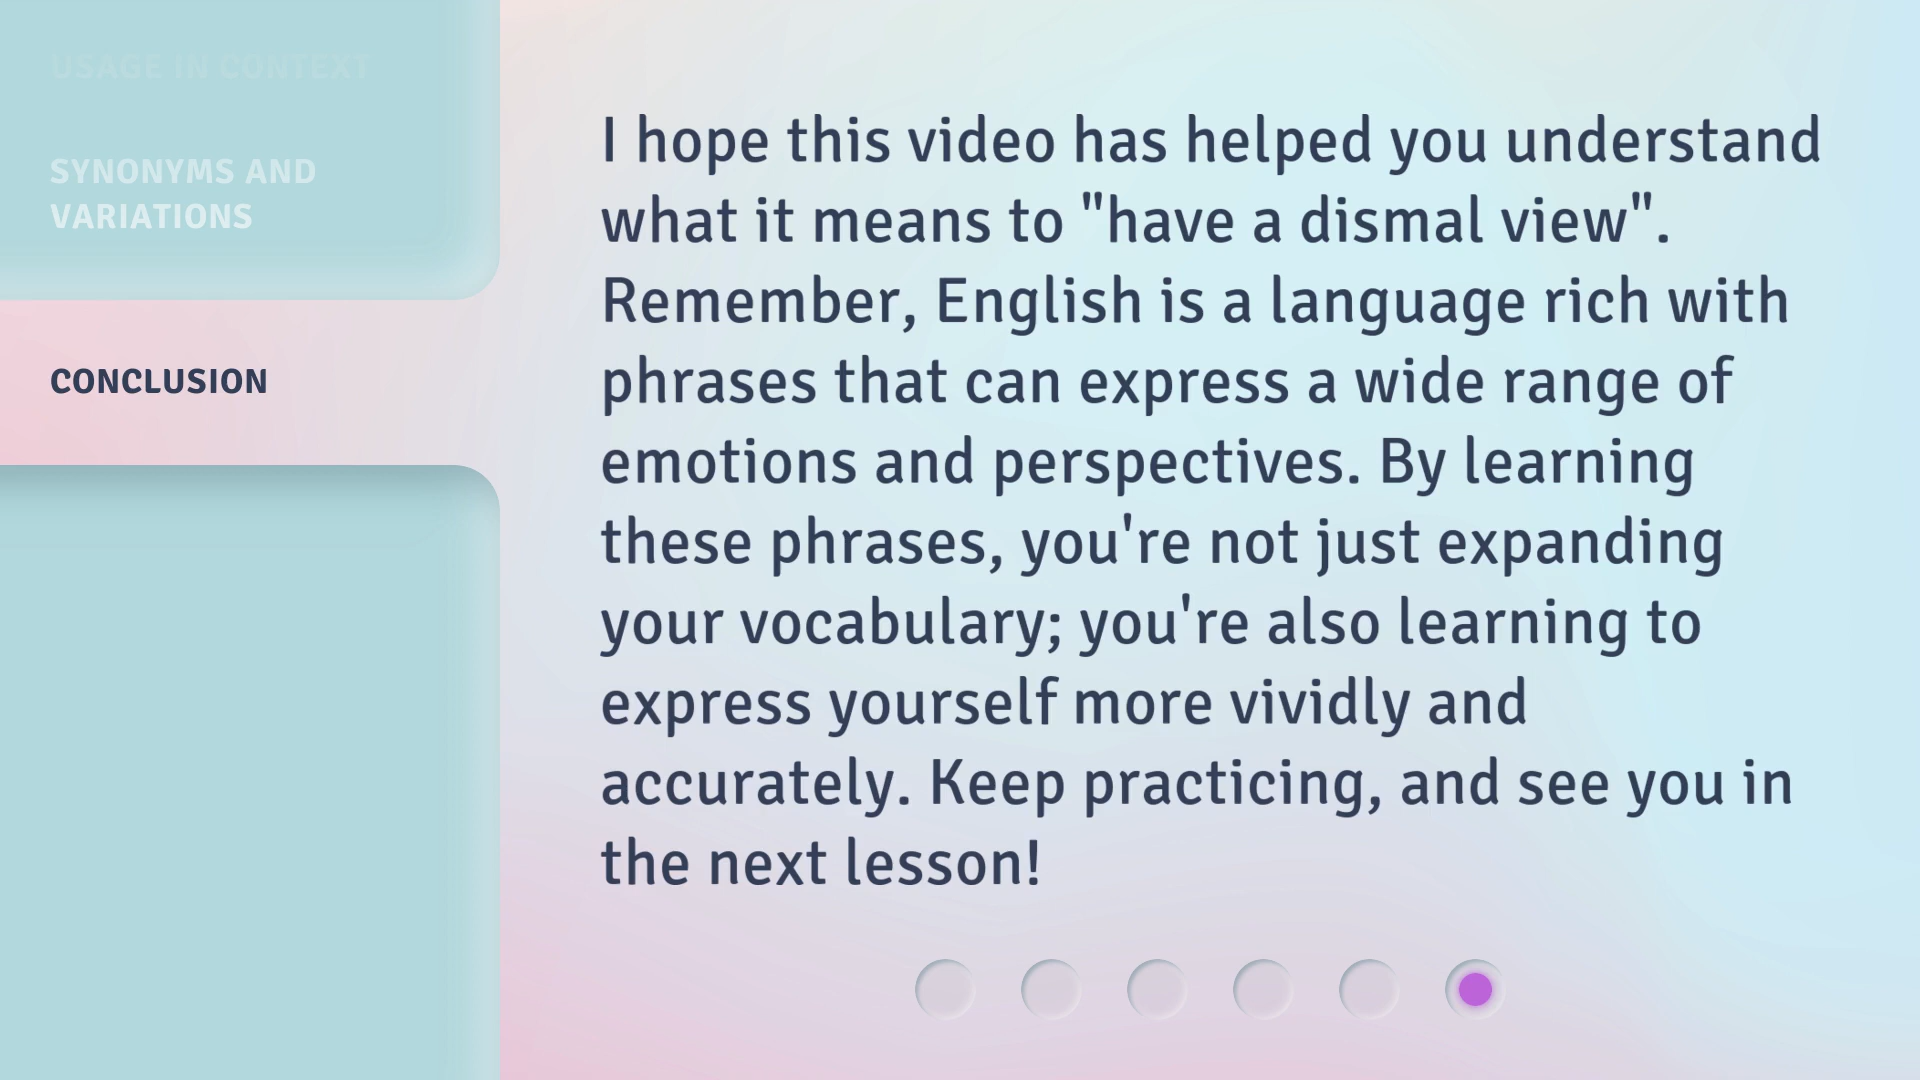 USAGE IN CONTEXT
SYNONYMS AND
VARIATIONS
CONCLUSION
I hope this video has helped you understand
what it means to "have a dismal view".
Remember, English is a language rich with
phrases that can express a wide range of
emotions and perspectives. By learning
these phrases, you're not just expanding
your vocabulary; you're also learning to
express yourself more vividly and
accurately. Keep practicing, and see you in
the next lesson!